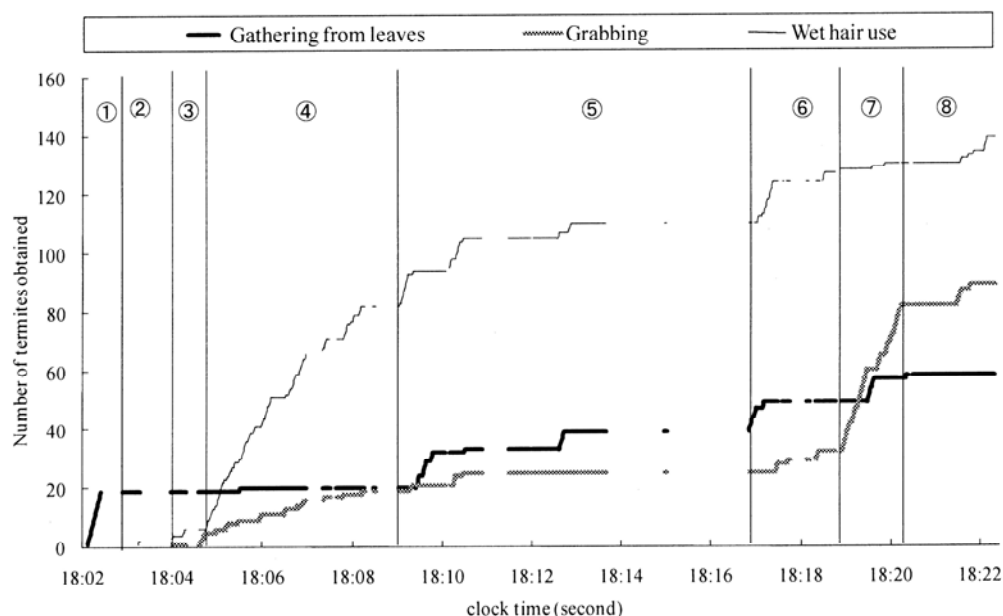 Gathering from leaves Grabbing Wet hair use
160
① ② ③ ④ ⑤ ⑥ ⑦ ⑧
140
120
100
80
60
40
20
0
Number of termites obtained
18:02 18:04 18:06 18:08 18:10 18:12 18:14 18:16 18:18 18:20 18:22
clock time (second)